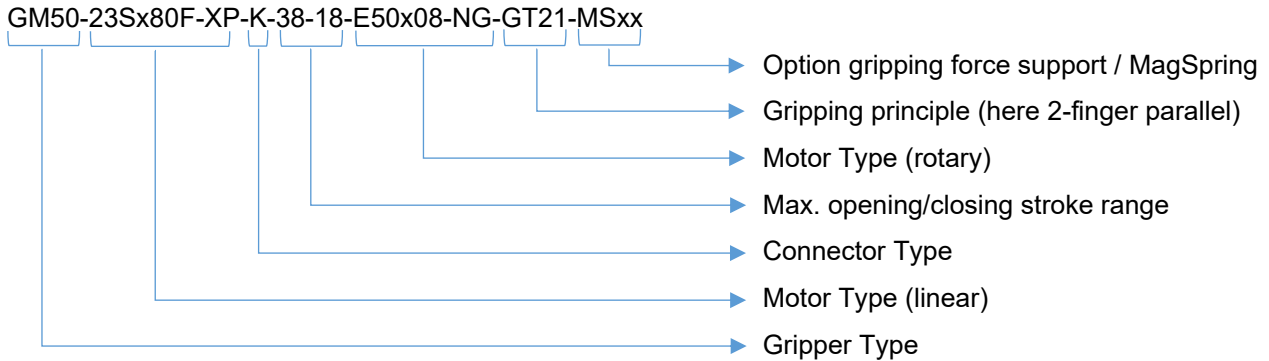 GM50-23Sx80F-XP-K-38-18-E50x08-NG-GT21-MSxx
Option gripping force support / MagSpring
Gripping principle (here 2-finger parallel)
Motor Type (rotary)
Max. opening/closing stroke range
Connector Type
Motor Type (linear)
Gripper Type